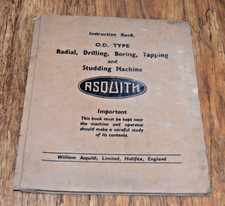 Instruction Book.
O.D. TYPE
Radial, Drilling, Boring, Tapping
and
Studding Machine
ASQUITH
Important
This book must be kept near
the machine and operator
should make a careful study
of its contents.
William Asquith, Limited, Halifax, England